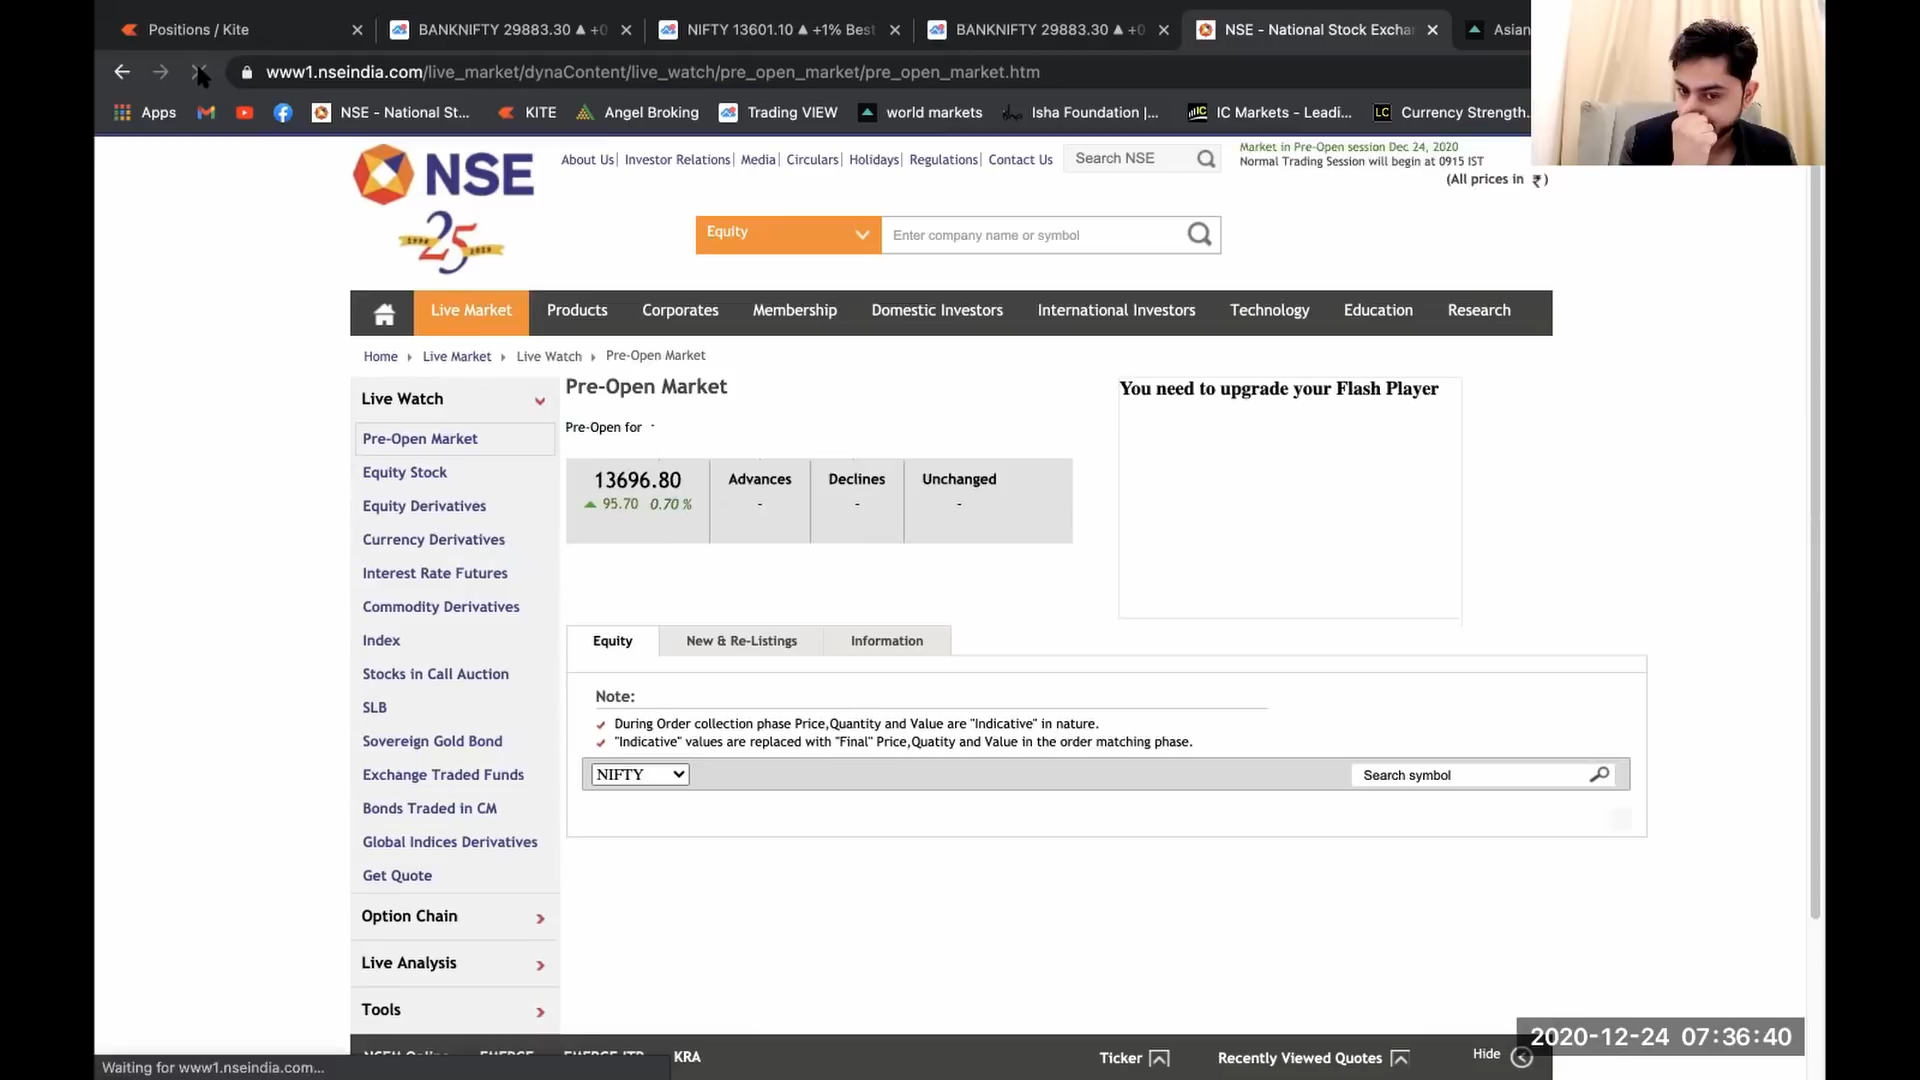 Positions / Kite
BANKNIFTY 29883.30 ▲ +0
NIFTY 13601.10 ▲ +1% Best
BANKNIFTY 29883.30 ▲ +0
NSE - National Stock Excha
Asian
www1.nseindia.com/live_market/dynaContent/live_watch/pre_open_market/pre_open_market.htm
Apps
NSE - National St...
KITE
Angel Broking
Trading VIEW
world markets
Isha Foundation |...
IC Markets - Leadi...
LC
Currency Strength...
NSE
About Us| Investor Relations| Media| Circulars| Holidays| Regulations| Contact Us
Search NSE
Market in Pre-Open session Dec 24, 2020
Normal Trading Session will begin at 0915 IST
(All prices in ₹)
25
Equity
Enter company name or symbol
Live Market Products Corporates Membership Domestic Investors International Investors Technology Education Research
Home Live Market Live Watch Pre-Open Market
Live Watch
Pre-Open Market
Equity Stock
Equity Derivatives
Currency Derivatives
Interest Rate Futures
Commodity Derivatives
Index
Stocks in Call Auction
SLB
Sovereign Gold Bond
Exchange Traded Funds
Bonds Traded in CM
Global Indices Derivatives
Get Quote
Option Chain
Live Analysis
Tools
Pre-Open Market
Pre-Open for -
13696.80
▲ 95.70 0.70 %
Advances
-
Declines
-
Unchanged
-
You need to upgrade your Flash Player
Equity New & Re-Listings Information
Note:
During Order collection phase Price,Quantity and Value are "Indicative" in nature.
"Indicative" values are replaced with "Final" Price,Quatity and Value in the order matching phase.
NIFTY
Search symbol
KRA
Ticker
Recently Viewed Quotes
Hide
2020-12-24 07:36:40
Waiting for www1.nseindia.com...